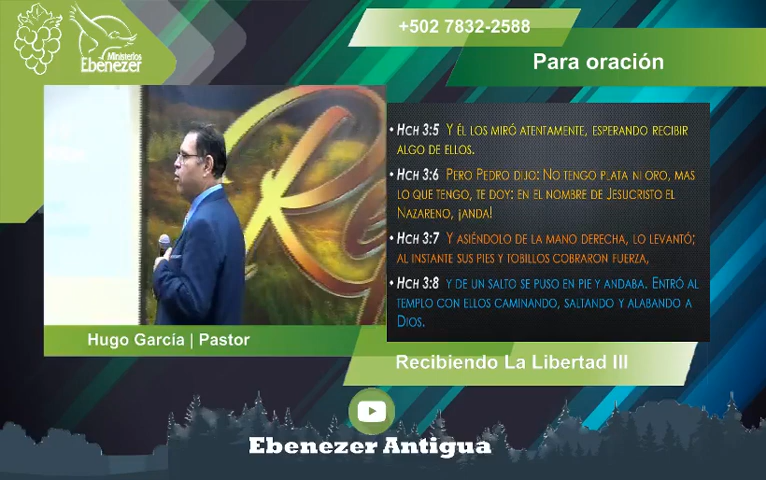 +502 7832-2588
Ministerios
Ebenezer
Para oración
• Hch 3:5 Y ÉL LOS MIRÓ ATENTAMENTE, ESPERANDO RECIBIR
ALGO DE ELLOS.
• Hch 3:6 PERO PEDRO DIJO: NO TENGO PLATA NI ORO, MAS
LO QUE TENGO, TE DOY: EN EL NOMBRE DE JESUCRISTO EL
NAZARENO, ¡ANDA!
• Hch 3:7 Y ASIÉNDOLO DE LA MANO DERECHA, LO LEVANTÓ;
AL INSTANTE SUS PIES Y TOBILLOS COBRARON FUERZA,
• Hch 3:8 Y DE UN SALTO SE PUSO EN PIE Y ANDABA. ENTRÓ AL
TEMPLO CON ELLOS CAMINANDO, SALTANDO Y ALABANDO A
DIOS.
Hugo García | Pastor
Recibiendo La Libertad III
Ebenezer Antigua